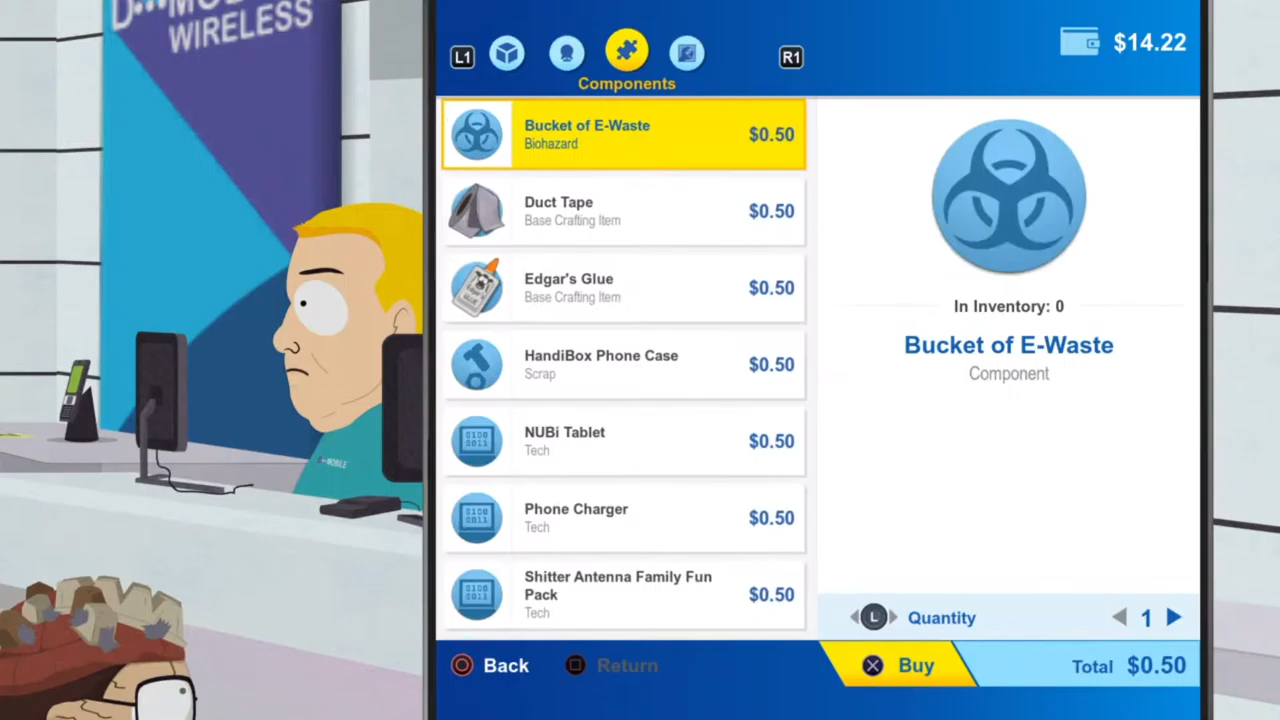 WIRELESS
MOBILE
L1
R1
$14.22
Components
Bucket of E-Waste
Biohazard
$0.50
Duct Tape
Base Crafting Item
$0.50
Edgar's Glue
Base Crafting Item
$0.50
HandiBox Phone Case
Scrap
$0.50
NUBi Tablet
Tech
$0.50
Phone Charger
Tech
$0.50
Shitter Antenna Family Fun
Pack
Tech
$0.50
In Inventory: 0
Bucket of E-Waste
Component
L Quantity 1
Back
Return
Buy
Total $0.50